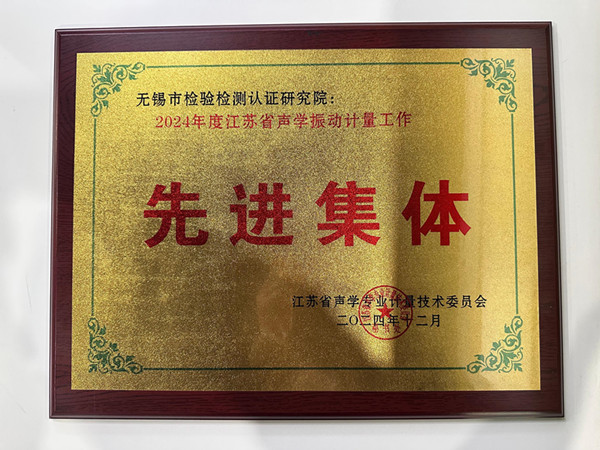 无锡市检验检测认证研究院：
2024年度江苏省声学振动计量工作
先进集体
江苏省声学专业计量技术委员会
二〇二四年十二月